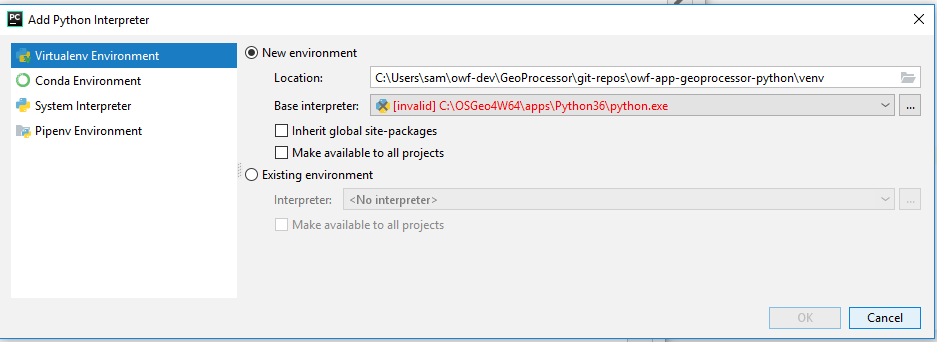 PC Add Python Interpreter
Virtualenv Environment
Conda Environment
System Interpreter
Pipenv Environment
New environment
Location: C:\Users\sam\owf-dev\GeoProcessor\git-repos\owf-app-geoprocessor-python\venv
Base interpreter: [invalid] C:\OSGeo4W64\apps\Python36\python.exe ...
Inherit global site-packages
Make available to all projects
Existing environment
Interpreter: <No interpreter> ...
Make available to all projects
OK Cancel